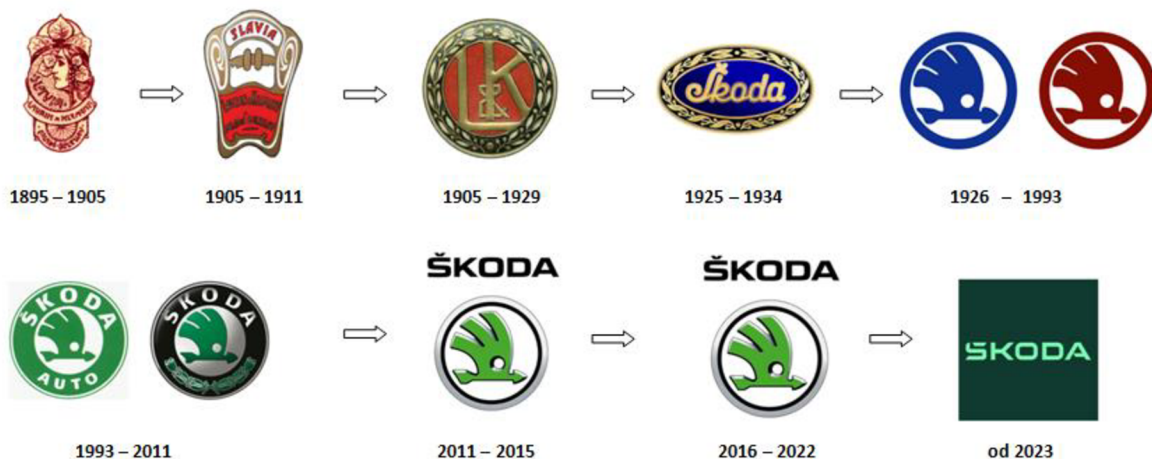 SLAVIA
SLAVIA
L&K
Škoda
1895 – 1905
1905 – 1911
1905 – 1929
1925 – 1934
1926 – 1993
ŠKODA
AUTO
ŠKODA
ŠKODA
ŠKODA
ŠKODA
1993 – 2011
2011 – 2015
2016 – 2022
od 2023